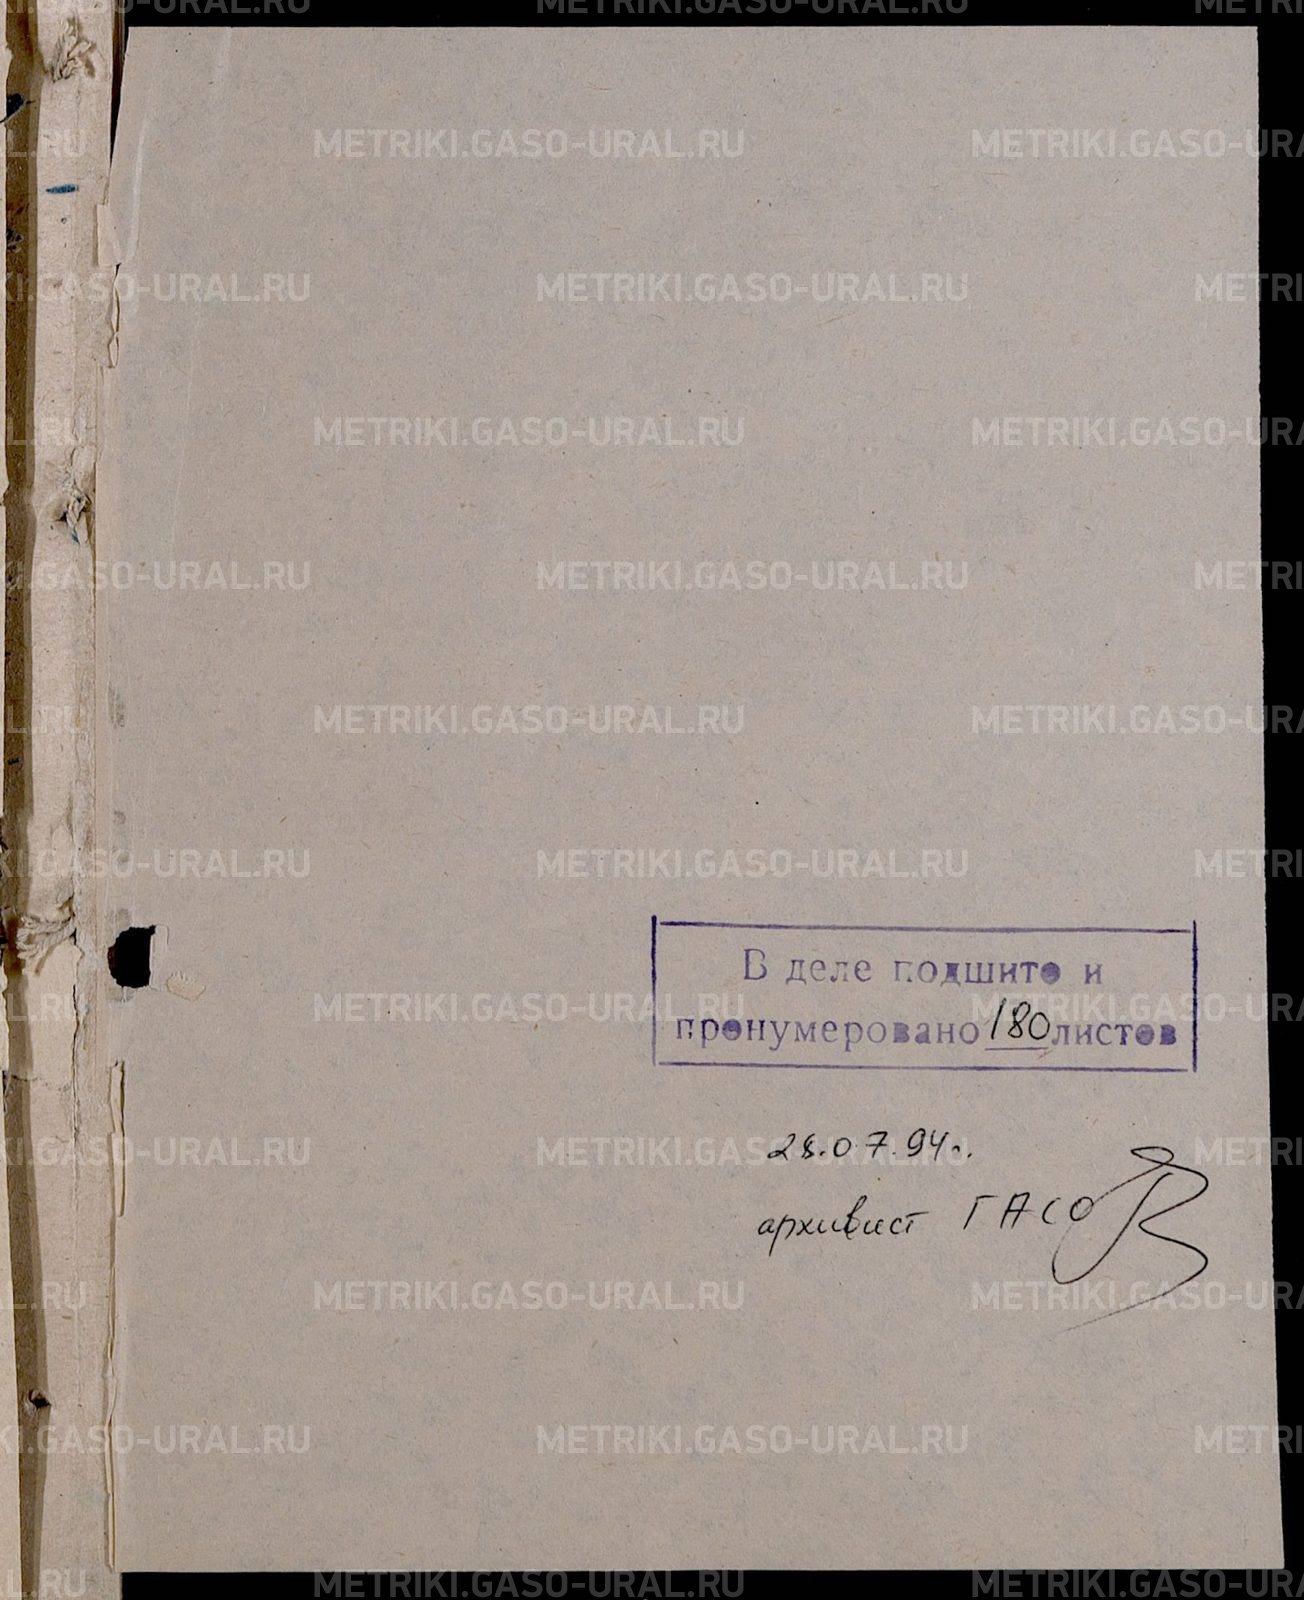 В деле подшито и
пронумеровано 180 листов
28.07.94г.
архивист ГАСО
METRIKI.GASO-URAL.RU